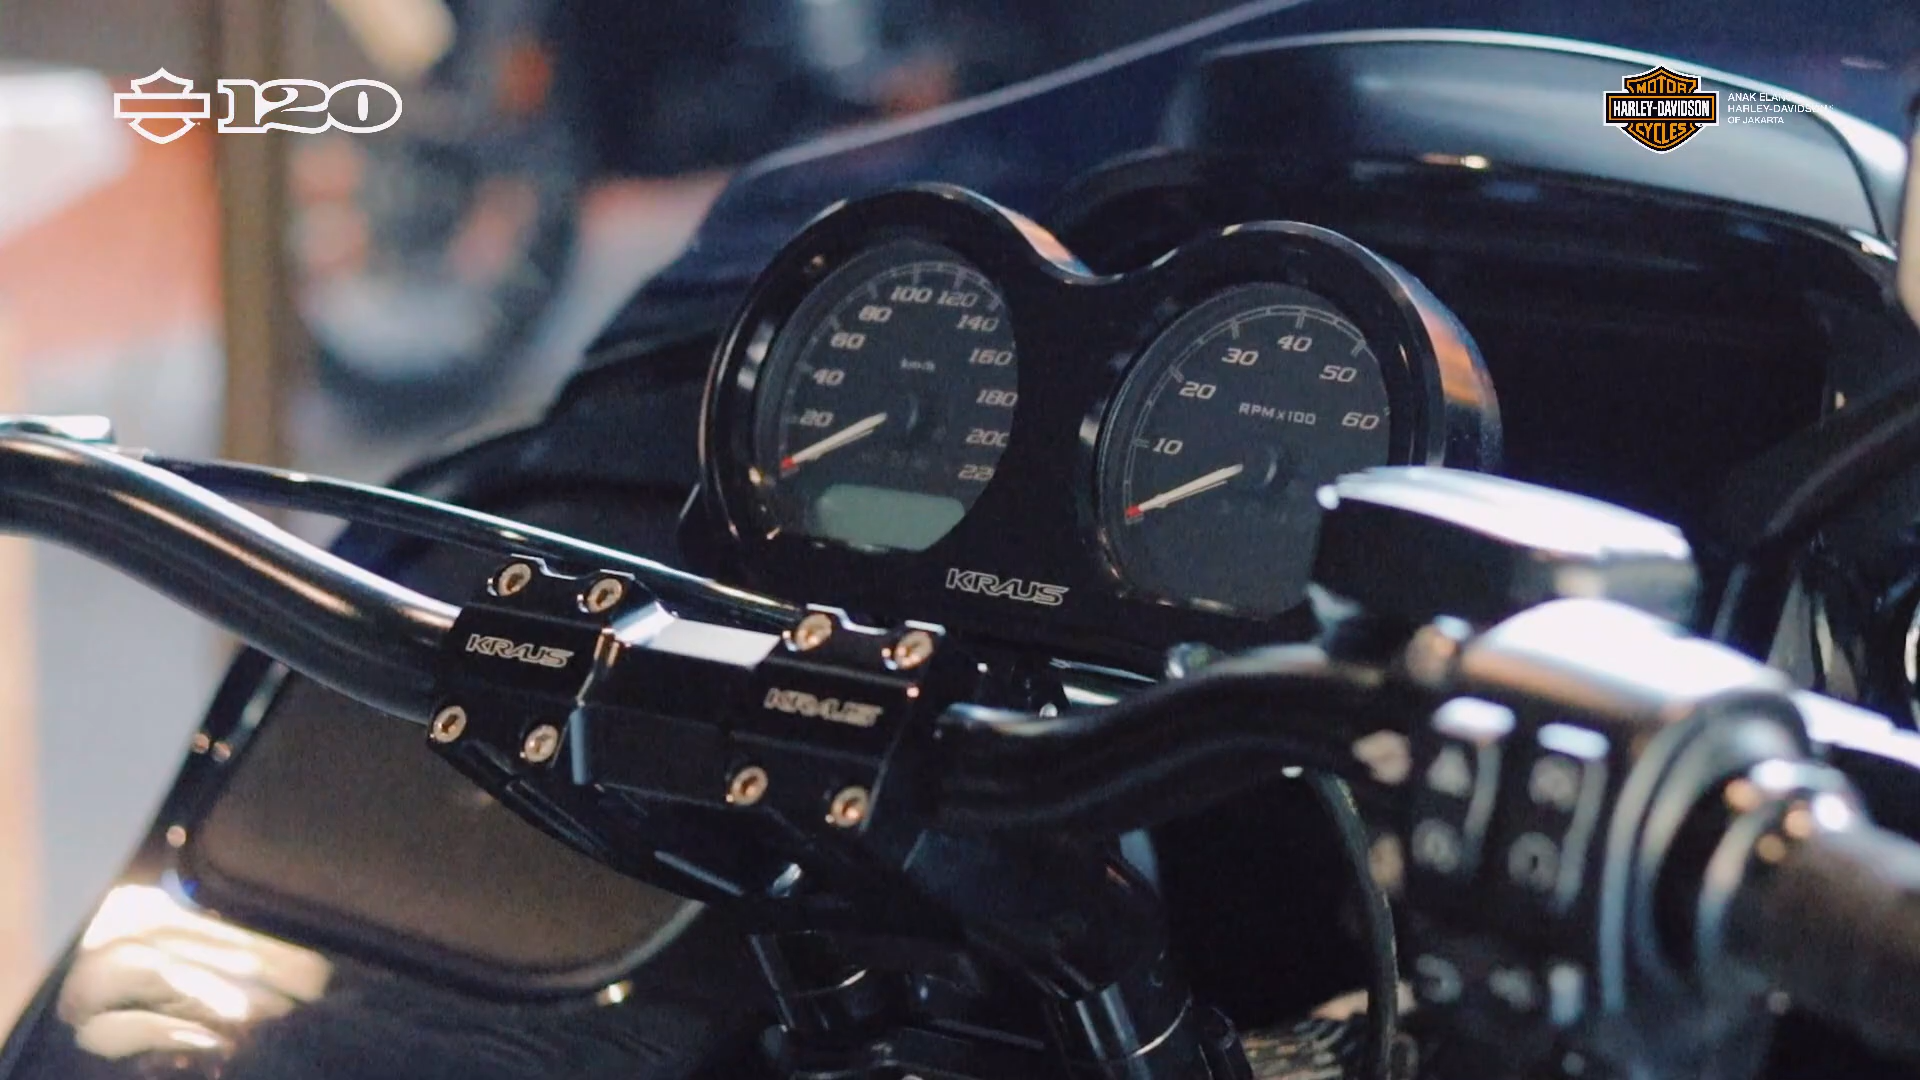 120
MOTOR
HARLEY-DAVIDSON
CYCLES
ANAK ELANG
HARLEY-DAVIDSON
OF JAKARTA
20
40
60
80
100
120
140
160
180
200
km/h
10
20
30
40
50
60
RPM x 100
KRAUS
KRAUS
KRAUS